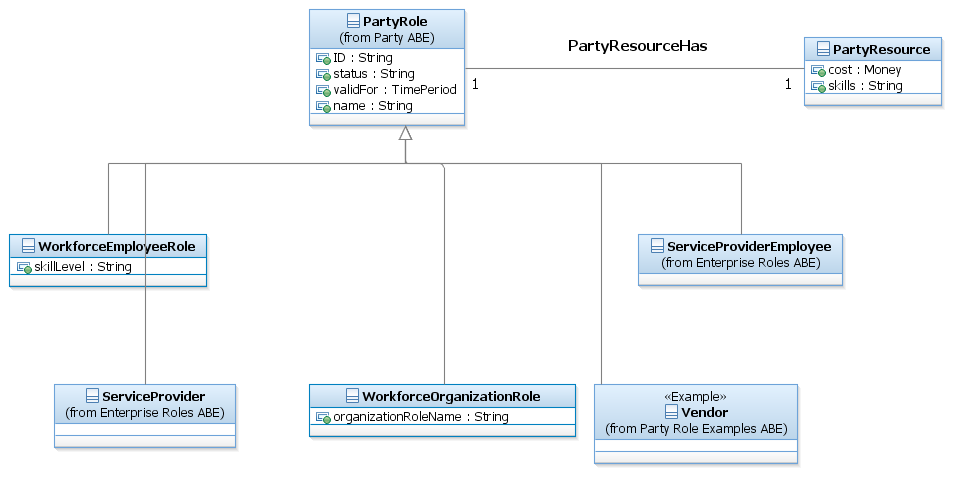 PartyRole
(from Party ABE)
ID : String
status : String
validFor : TimePeriod
name : String
PartyResourceHas
1
1
PartyResource
cost : Money
skills : String
WorkforceEmployeeRole
skillLevel : String
ServiceProviderEmployee
(from Enterprise Roles ABE)
ServiceProvider
(from Enterprise Roles ABE)
WorkforceOrganizationRole
organizationRoleName : String
«Example»
Vendor
(from Party Role Examples ABE)